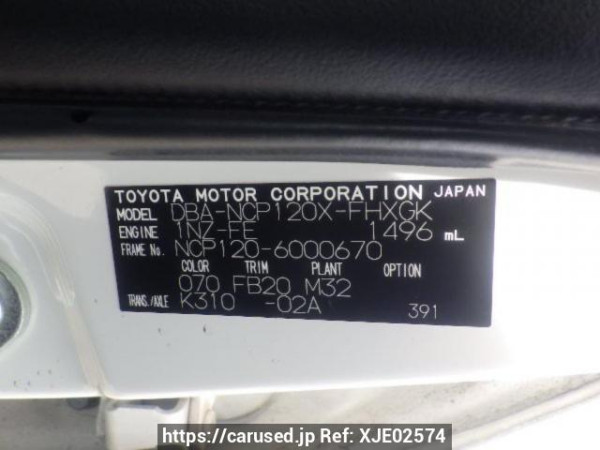 TOYOTA MOTOR CORPORATION JAPAN
MODEL DBA-NCP120X-FHXGK
ENGINE 1NZ-FE 1496 mL
FRAME No. NCP120-6000670
COLOR TRIM PLANT OPTION
070 FB20 M32
TRANS./AXLE K310 -02A 391
https://carused.jp Ref: XJE02574